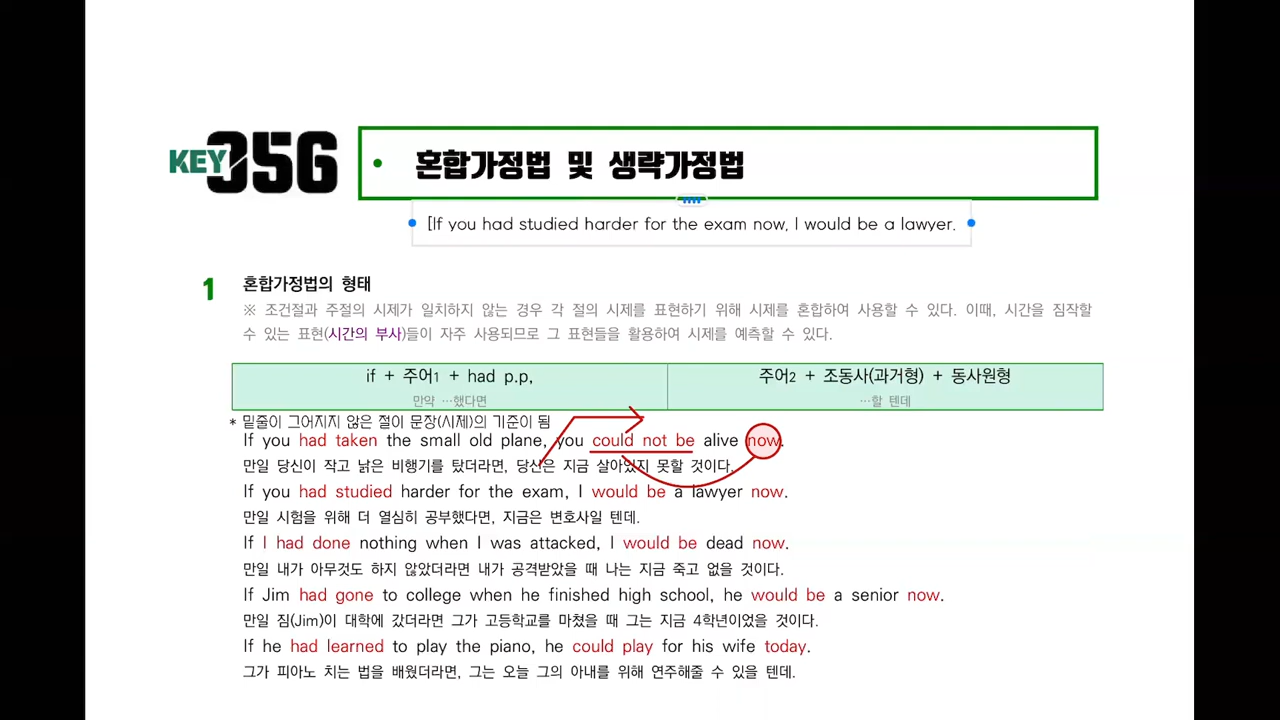 KEY 356
• 혼합가정법 및 생략가정법
[If you had studied harder for the exam now, I would be a lawyer.
1 혼합가정법의 형태
※ 조건절과 주절의 시제가 일치하지 않는 경우 각 절의 시제를 표현하기 위해 시제를 혼합하여 사용할 수 있다. 이때, 시간을 짐작할
수 있는 표현(시간의 부사)들이 자주 사용되므로 그 표현들을 활용하여 시제를 예측할 수 있다.
if + 주어1 + had p.p, 주어2 + 조동사(과거형) + 동사원형
만약 …했다면 …할 텐데
* 밑줄이 그어지지 않은 절이 문장(시제)의 기준이 됨
If you had taken the small old plane, you could not be alive now.
만일 당신이 작고 낡은 비행기를 탔더라면, 당신은 지금 살아있지 못할 것이다.
If you had studied harder for the exam, I would be a lawyer now.
만일 시험을 위해 더 열심히 공부했다면, 지금은 변호사일 텐데.
If I had done nothing when I was attacked, I would be dead now.
만일 내가 아무것도 하지 않았더라면 내가 공격받았을 때 나는 지금 죽고 없을 것이다.
If Jim had gone to college when he finished high school, he would be a senior now.
만일 짐(Jim)이 대학에 갔더라면 그가 고등학교를 마쳤을 때 그는 지금 4학년이었을 것이다.
If he had learned to play the piano, he could play for his wife today.
그가 피아노 치는 법을 배웠더라면, 그는 오늘 그의 아내를 위해 연주해줄 수 있을 텐데.